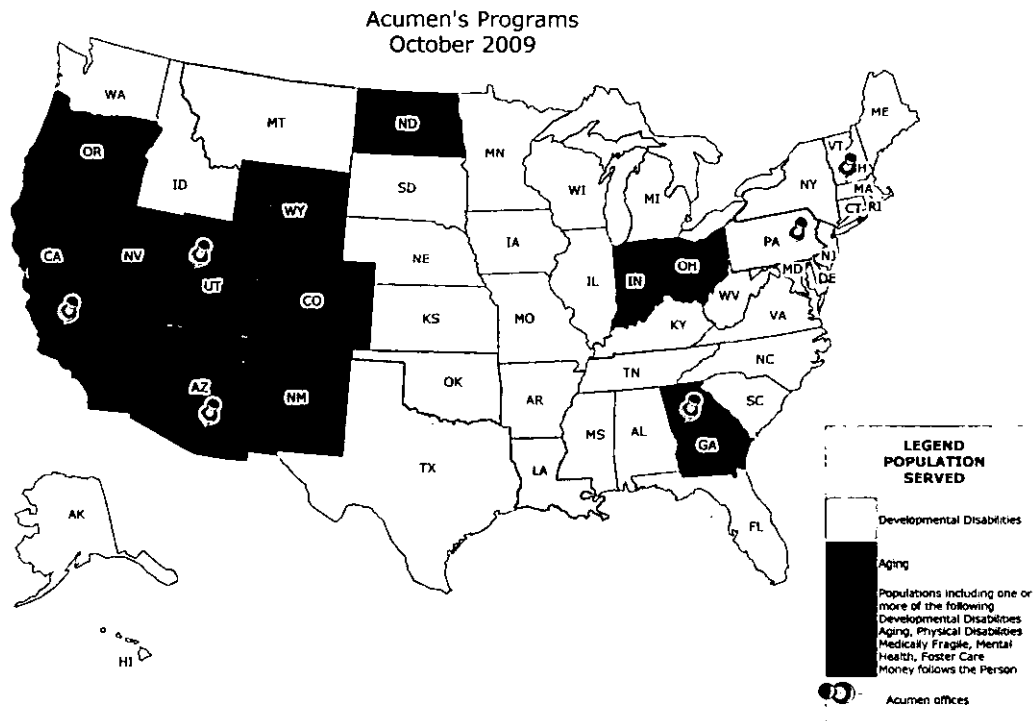 Acumen's Programs
October 2009
WA
MT
ND
MN
ME
OR
ID
SD
WI
MI
VT
H
NY
MA
CT
RI
WY
IA
PA
NJ
CA
NV
UT
NE
IL
IN
OH
MD
DE
CO
KS
MO
WV
VA
KY
AZ
NM
OK
AR
TN
NC
SC
MS
AL
GA
TX
LA
FL
AK
HI
LEGEND
POPULATION
SERVED
Developmental Disabilities
Aging
Populations including one or
more of the following
Developmental Disabilities
Aging, Physical Disabilities
Medically Fragile, Mental
Health, Foster Care
Money follows the Person
Acumen offices